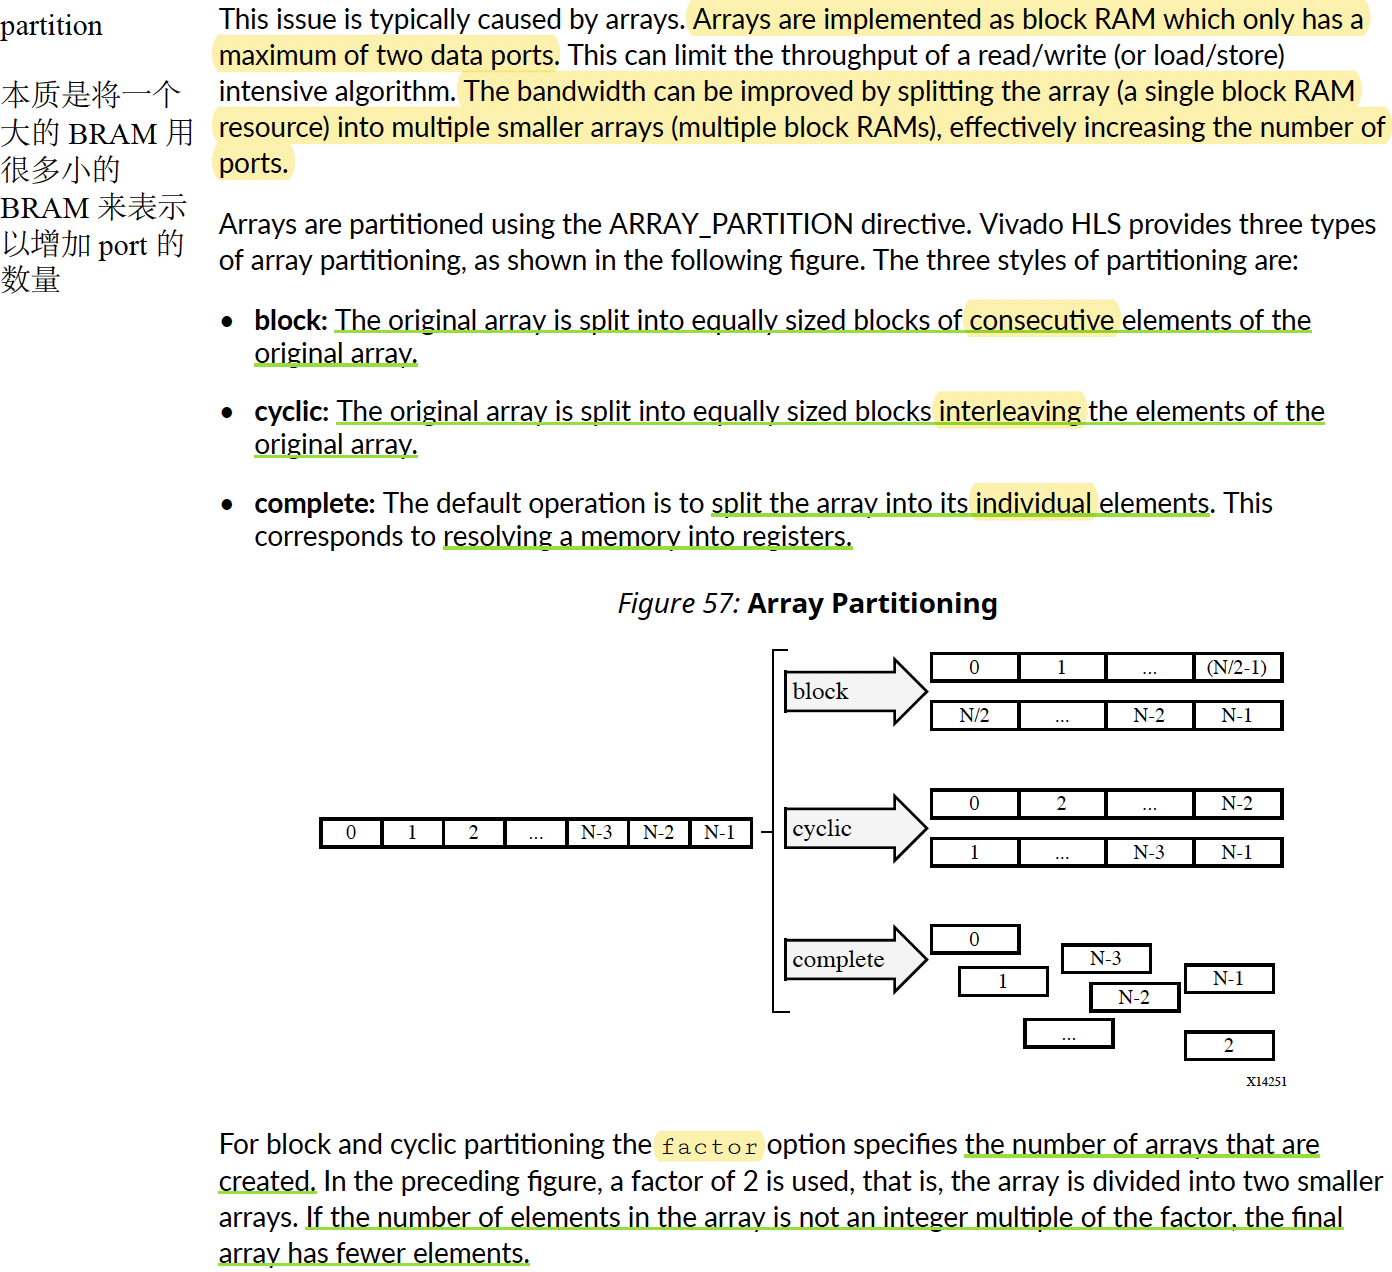 partition
本质是将一个
大的 BRAM 用
很多小的
BRAM 来表示
以增加 port 的
数量
This issue is typically caused by arrays. Arrays are implemented as block RAM which only has a
maximum of two data ports. This can limit the throughput of a read/write (or load/store)
intensive algorithm. The bandwidth can be improved by splitting the array (a single block RAM
resource) into multiple smaller arrays (multiple block RAMs), effectively increasing the number of
ports.
Arrays are partitioned using the ARRAY_PARTITION directive. Vivado HLS provides three types
of array partitioning, as shown in the following figure. The three styles of partitioning are:
• block: The original array is split into equally sized blocks of consecutive elements of the
original array.
• cyclic: The original array is split into equally sized blocks interleaving the elements of the
original array.
• complete: The default operation is to split the array into its individual elements. This
corresponds to resolving a memory into registers.
Figure 57: Array Partitioning
0 1 2 ... N-3 N-2 N-1
block
0 1 ... (N/2-1)
N/2 ... N-2 N-1
cyclic
0 2 ... N-2
1 ... N-3 N-1
complete
0
N-3
1
N-1
N-2
...
2
X14251
For block and cyclic partitioning the factor option specifies the number of arrays that are
created. In the preceding figure, a factor of 2 is used, that is, the array is divided into two smaller
arrays. If the number of elements in the array is not an integer multiple of the factor, the final
array has fewer elements.